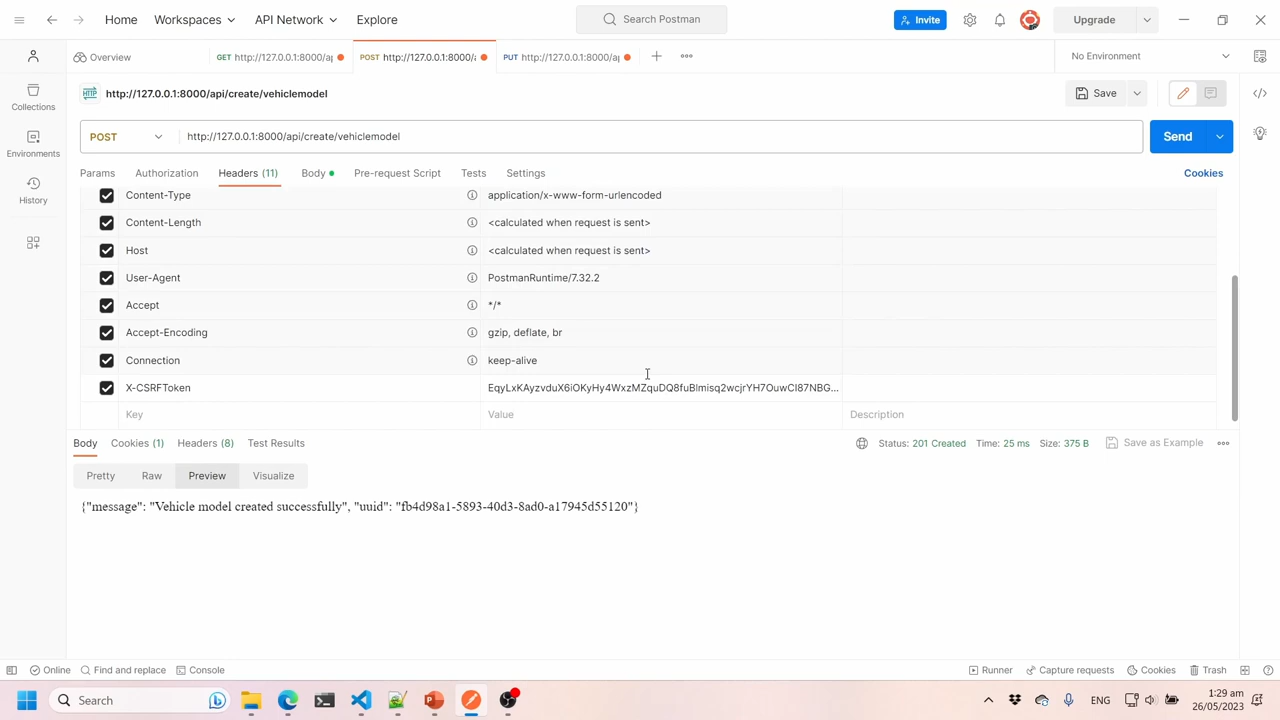 Home Workspaces API Network Explore Search Postman Invite Upgrade
Overview GET http://127.0.0.1:8000/a POST http://127.0.0.1:8000/ PUT http://127.0.0.1:8000/a No Environment
HTTP http://127.0.0.1:8000/api/create/vehiclemodel Save
POST http://127.0.0.1:8000/api/create/vehiclemodel Send
Params Authorization Headers (11) Body Pre-request Script Tests Settings Cookies
Collections
Environments
History
Content-Type application/x-www-form-urlencoded
Content-Length <calculated when request is sent>
Host <calculated when request is sent>
User-Agent PostmanRuntime/7.32.2
Accept */*
Accept-Encoding gzip, deflate, br
Connection keep-alive
X-CSRFToken
Key Value Description
Body Cookies (1) Headers (8) Test Results Status: 201 Created Time: 25 ms Size: 375 B Save as Example
Pretty Raw Preview Visualize
{"message": "Vehicle model created successfully", "uuid": "fb4d98a1-5893-40d3-8ad0-a17945d55120"}
Online Find and replace Console Runner Capture requests Cookies Trash
Search ENG 1:29 am
26/05/2023